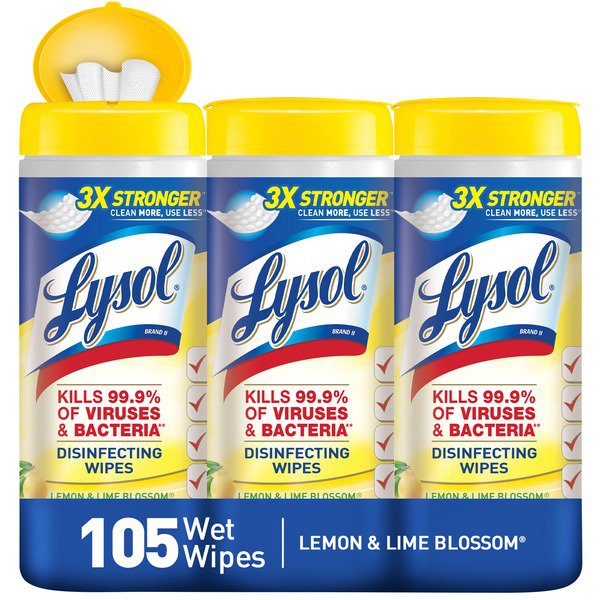 3X STRONGER*
CLEAN MORE, USE LESS
Lysol®
BRAND II
KILLS 99.9%
OF VIRUSES
& BACTERIA**
DISINFECTING
WIPES
LEMON & LIME BLOSSOM®
3X STRONGER*
CLEAN MORE, USE LESS
Lysol®
BRAND II
KILLS 99.9%
OF VIRUSES
& BACTERIA**
DISINFECTING
WIPES
LEMON & LIME BLOSSOM®
3X STRONGER*
CLEAN MORE, USE LESS
Lysol®
BRAND II
KILLS 99.9%
OF VIRUSES
& BACTERIA**
DISINFECTING
WIPES
LEMON & LIME BLOSSOM®
105 Wet
Wipes
LEMON & LIME BLOSSOM®